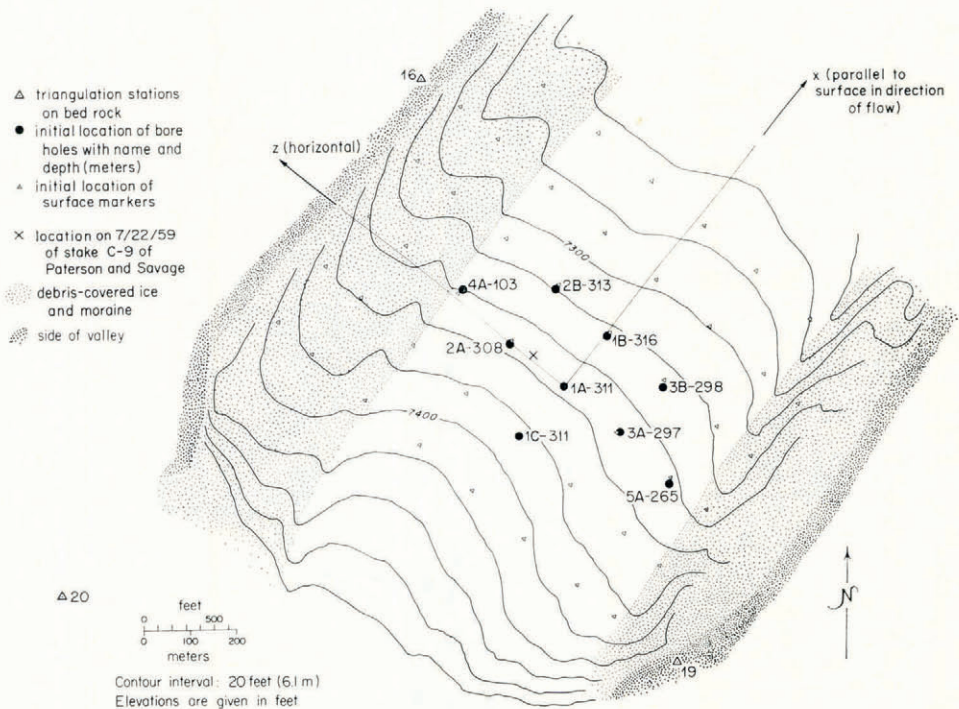 16
x (parallel to
surface in direction
of flow)
triangulation stations
on bed rock
initial location of bore
holes with name and
depth (meters)
initial location of
surface markers
location on 7/22/59
of stake C-9 of
Paterson and Savage
debris-covered ice
and moraine
side of valley
z (horizontal)
7300
4A-103
2B-313
2A-308
1B-316
1A-311
3B-298
7400
1C-311
3A-297
5A-265
20
N
19
feet
0 500
0 100 200
meters
Contour interval: 20 feet (6.1 m)
Elevations are given in feet